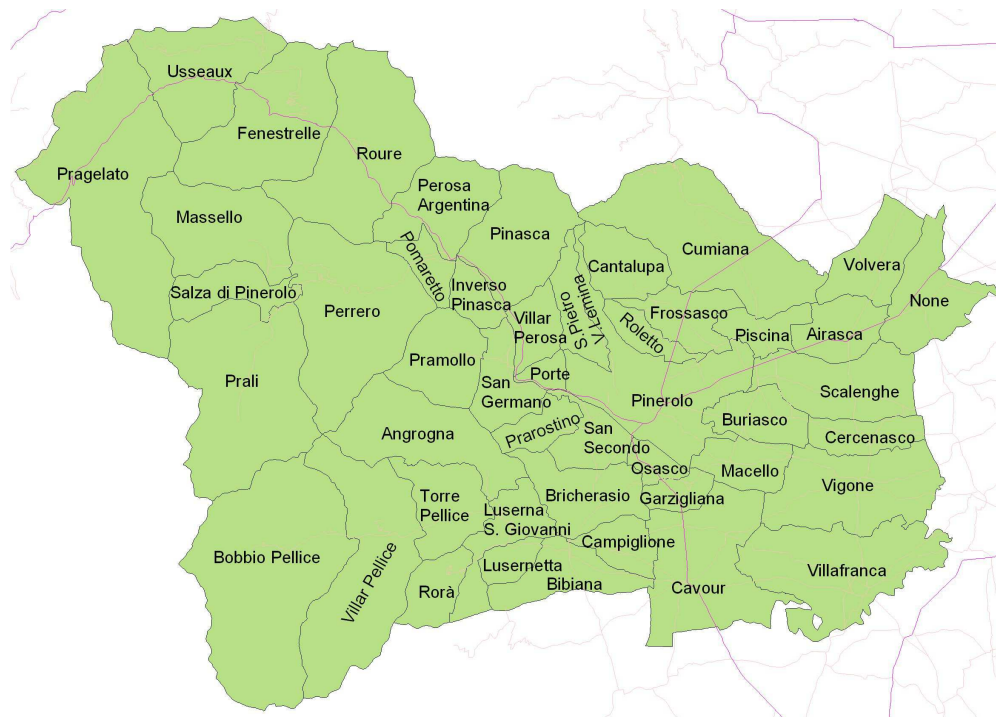 Usseaux
Fenestrelle
Pragelato
Roure
Perosa
Argentina
Massello
Pinasca
Cumiana
Cantalupa
Volvera
Pomaretto
Salza di Pinerolo
Inverso
Pinasca
None
Perrero
S.Pietro
V.Lemina
Frossasco
Villar
Perosa
Roletto
Piscina
Airasca
Pramollo
Prali
Porte
San
Germano
Pinerolo
Scalenghe
Buriasco
Angrogna
Prarostino
San
Secondo
Cercenasco
Osasco
Macello
Vigone
Torre
Pellice
Luserna
S. Giovanni
Bricherasio
Garzigliana
Bobbio Pellice
Villar Pellice
Campiglione
Lusernetta
Bibiana
Villafranca
Rorà
Cavour